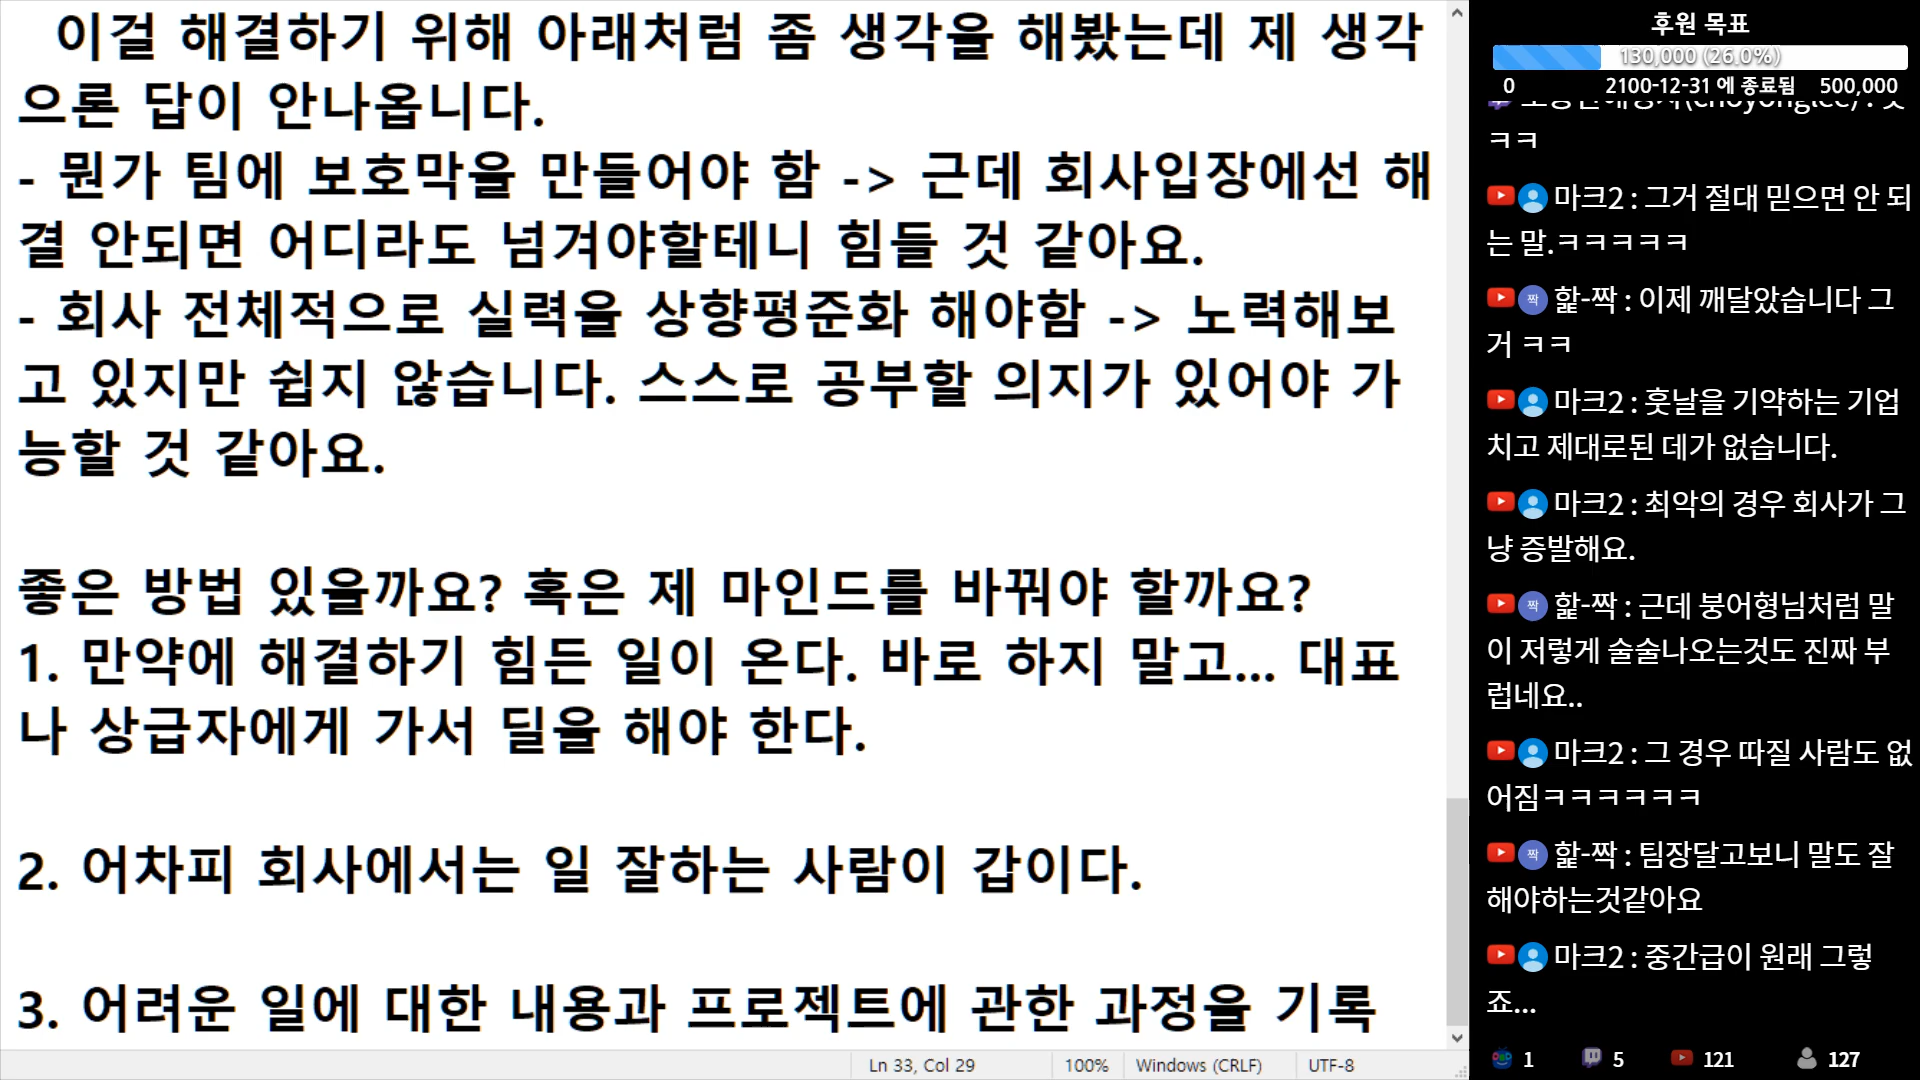 이걸 해결하기 위해 아래처럼 좀 생각을 해봤는데 제 생각
으론 답이 안나옵니다.
- 뭔가 팀에 보호막을 만들어야 함 -> 근데 회사입장에선 해
결 안되면 어디라도 넘겨야할테니 힘들 것 같아요.
- 회사 전체적으로 실력을 상향평준화 해야함 -> 노력해보
고 있지만 쉽지 않습니다. 스스로 공부할 의지가 있어야 가
능할 것 같아요.
좋은 방법 있을까요? 혹은 제 마인드를 바꿔야 할까요?
1. 만약에 해결하기 힘든 일이 온다. 바로 하지 말고... 대표
나 상급자에게 가서 딜을 해야 한다.
2. 어차피 회사에서는 일 잘하는 사람이 갑이다.
3. 어려운 일에 대한 내용과 프로젝트에 관한 과정을 기록
Ln 33, Col 29
100%
Windows (CRLF)
UTF-8
후원 목표
130,000 (26.0%)
0
2100-12-31 에 종료됨
500,000
ㅋㅋ
마크2 : 그거 절대 믿으면 안 되
는 말.ㅋㅋㅋㅋㅋ
짝
핥-짝 : 이제 깨달았습니다 그
거 ㅋㅋ
마크2 : 훗날을 기약하는 기업
치고 제대로된 데가 없습니다.
마크2 : 최악의 경우 회사가 그
냥 증발해요.
짝
핥-짝 : 근데 붕어형님처럼 말
이 저렇게 술술나오는것도 진짜 부
럽네요..
마크2 : 그 경우 따질 사람도 없
어짐ㅋㅋㅋㅋㅋㅋ
짝
핥-짝 : 팀장달고보니 말도 잘
해야하는것같아요
마크2 : 중간급이 원래 그렇
죠...
1
5
121
127